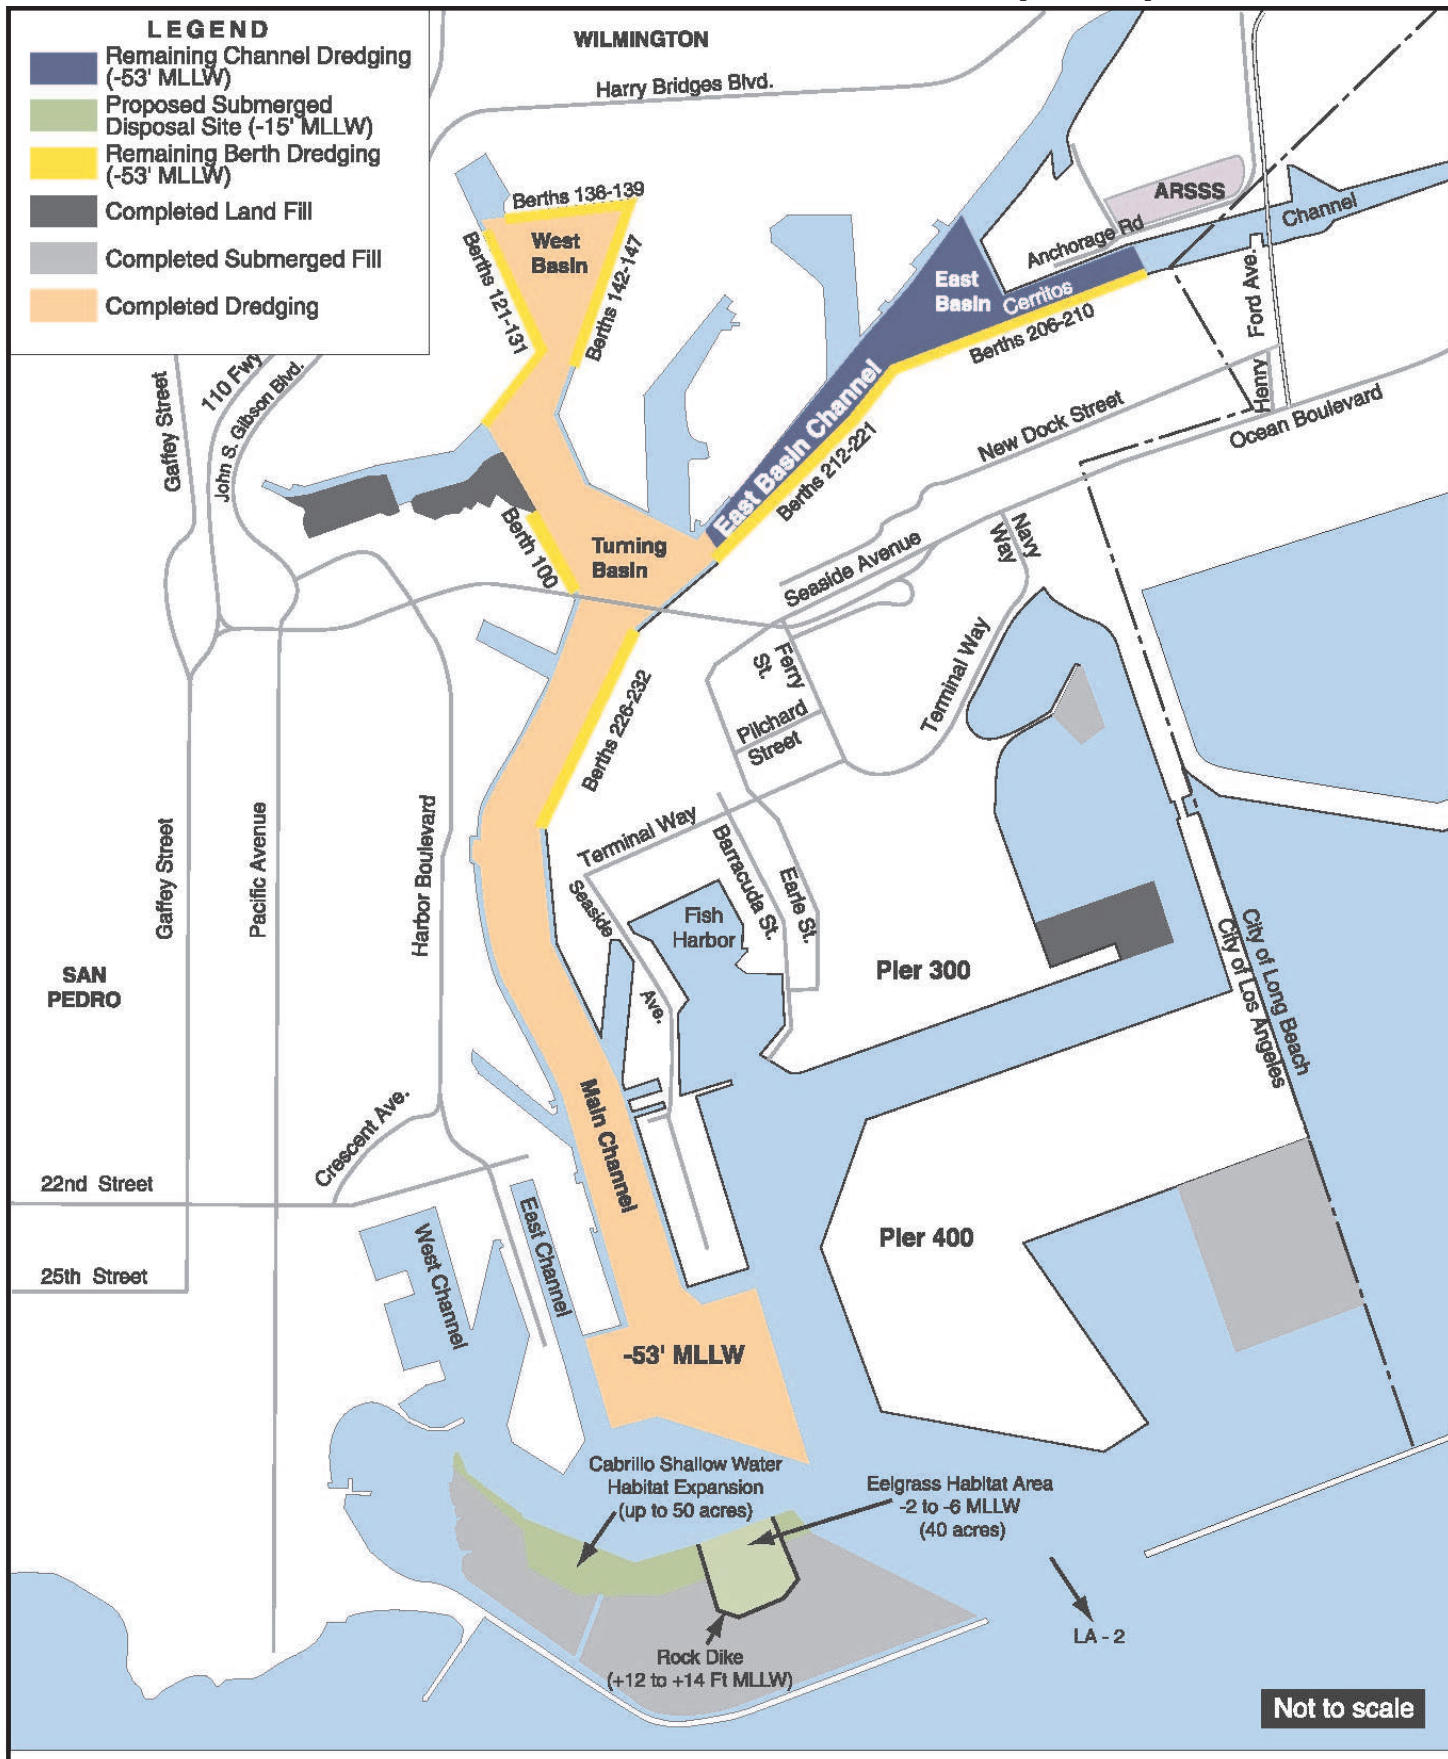 LEGEND
Remaining Channel Dredging
(-53' MLLW)
Proposed Submerged
Disposal Site (-15' MLLW)
Remaining Berth Dredging
(-53' MLLW)
Completed Land Fill
Completed Submerged Fill
Completed Dredging
WILMINGTON
Harry Bridges Blvd.
Berths 136-139
West
Basin
Berths 121-131
Berths 142-147
East
Basin
Cerritos
Channel
ARSSS
Anchorage Rd
Berths 206-210
East Basin Channel
Berths 212-221
Henry Ford Ave.
New Dock Street
Ocean Boulevard
Gaffey Street
110 Fwy
John S. Gibson Blvd.
Berth 100
Turning
Basin
Seaside Avenue
Navy
Way
Ferry
St.
Terminal Way
Pilchard
Street
Berths 226-232
Gaffey Street
Pacific Avenue
Harbor Boulevard
Terminal Way
Seaside
Ave.
Barracuda St.
Earle St.
Fish
Harbor
Pier 300
City of Long Beach
City of Los Angeles
SAN
PEDRO
Main Channel
Crescent Ave.
22nd Street
25th Street
West Channel
East Channel
Pier 400
-53' MLLW
Cabrillo Shallow Water
Habitat Expansion
(up to 50 acres)
Eelgrass Habitat Area
-2 to -6 MLLW
(40 acres)
Rock Dike
(+12 to +14 Ft MLLW)
LA - 2
Not to scale